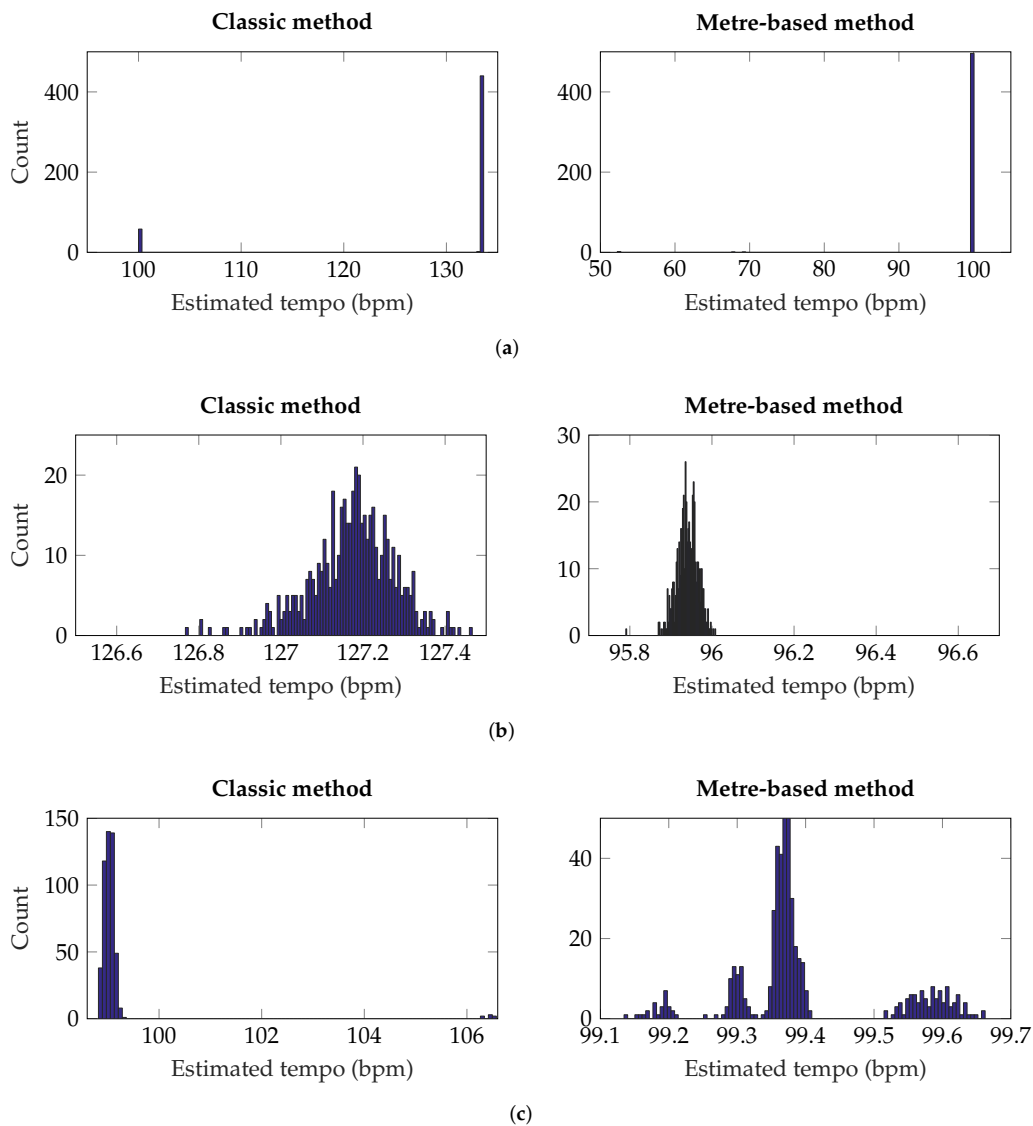 Classic method
Metre-based method
400
200
0
Count
100
110
120
130
Estimated tempo (bpm)
400
200
0
50
60
70
80
90
100
Estimated tempo (bpm)
(a)
Classic method
Metre-based method
20
10
0
Count
126.6
126.8
127
127.2
127.4
Estimated tempo (bpm)
30
20
10
0
95.8
96
96.2
96.4
96.6
Estimated tempo (bpm)
(b)
Classic method
Metre-based method
150
100
50
0
Count
100
102
104
106
Estimated tempo (bpm)
40
20
0
99.1
99.2
99.3
99.4
99.5
99.6
99.7
Estimated tempo (bpm)
(c)